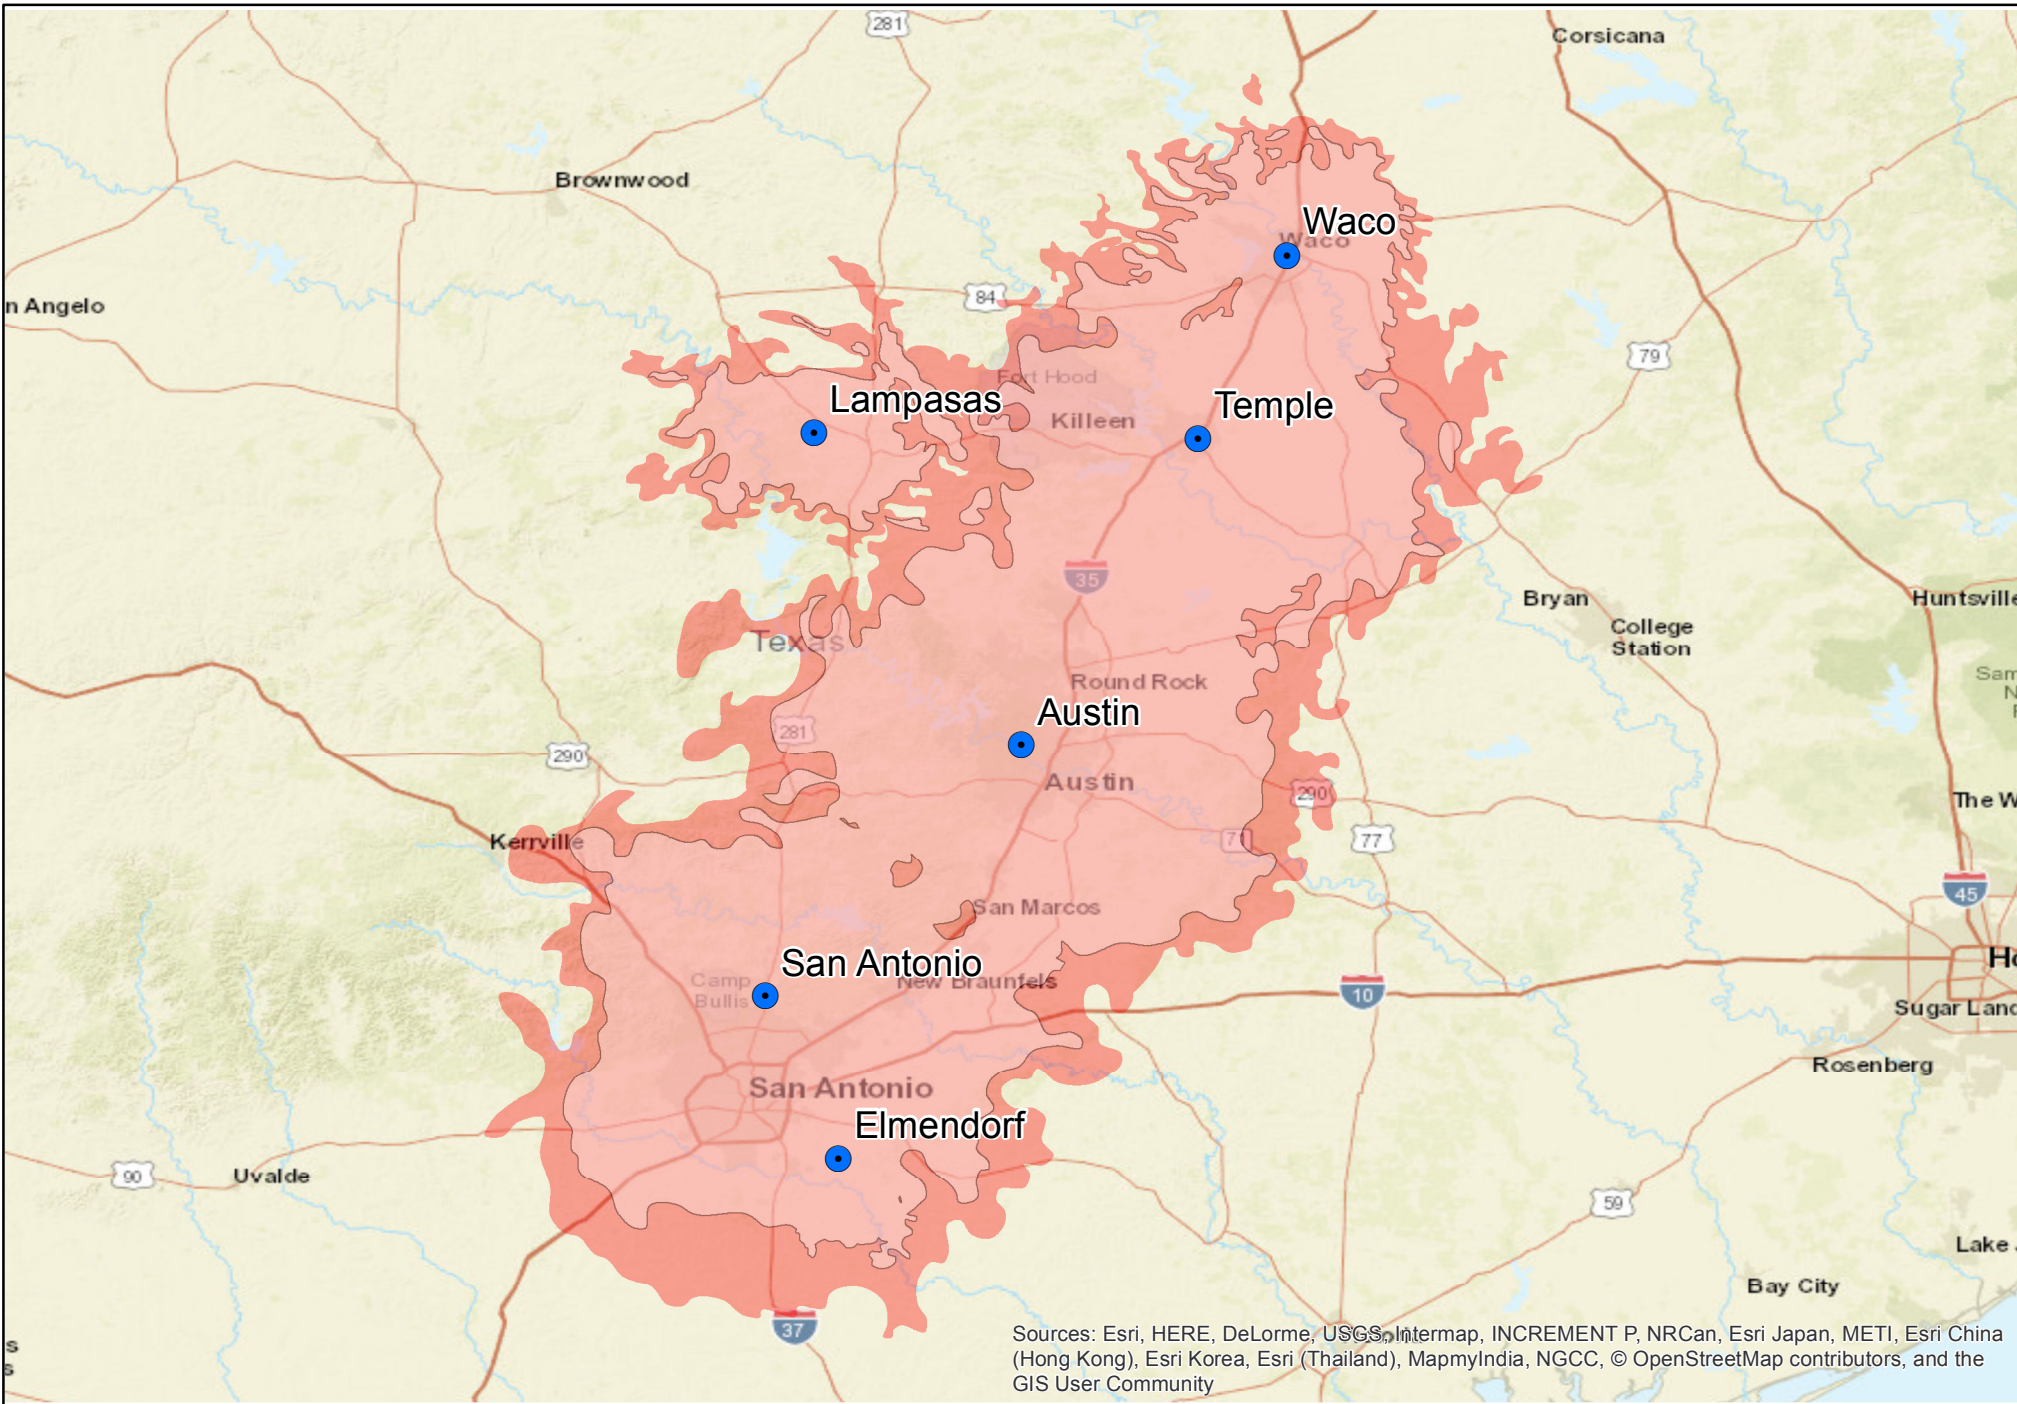 281
Corsicana
Brownwood
Waco
Waco
84
n Angelo
79
Fort Hood
Lampasas
Killeen
Temple
35
Bryan
College
Station
Huntsville
Texas
Sam
N
Round Rock
Austin
281
290
Austin
290
The W
Kerrville
71
77
45
San Marcos
San Antonio
Camp
Bullis
New Braunfels
Ho
10
Sugar Land
Rosenberg
San Antonio
Elmendorf
90
Uvalde
59
Lake
Bay City
37
s
s
Sources: Esri, HERE, DeLorme, USGS, Intermap, INCREMENT P, NRCan, Esri Japan, METI, Esri China
(Hong Kong), Esri Korea, Esri (Thailand), MapmyIndia, NGCC, © OpenStreetMap contributors, and the
GIS User Community